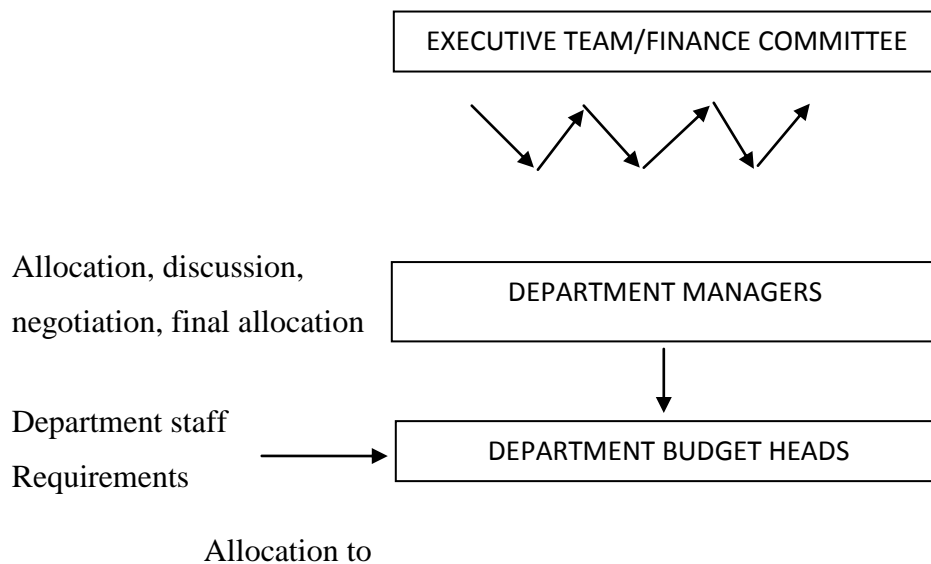 EXECUTIVE TEAM/FINANCE COMMITTEE
Allocation, discussion,
negotiation, final allocation
DEPARTMENT MANAGERS
Department staff
Requirements
DEPARTMENT BUDGET HEADS
Allocation to